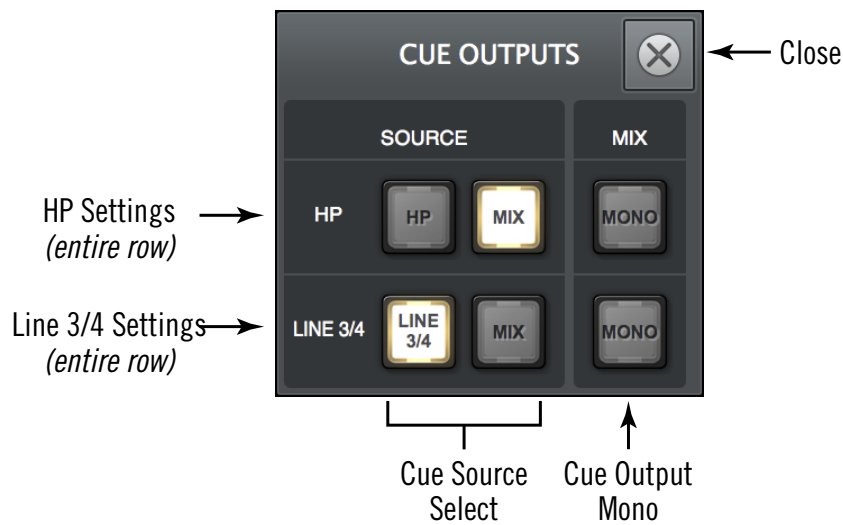 CUE OUTPUTS
Close
SOURCE
MIX
HP Settings
(entire row)
HP
HP
MIX
MONO
Line 3/4 Settings
(entire row)
LINE 3/4
LINE
3/4
MIX
MONO
Cue Source
Select
Cue Output
Mono